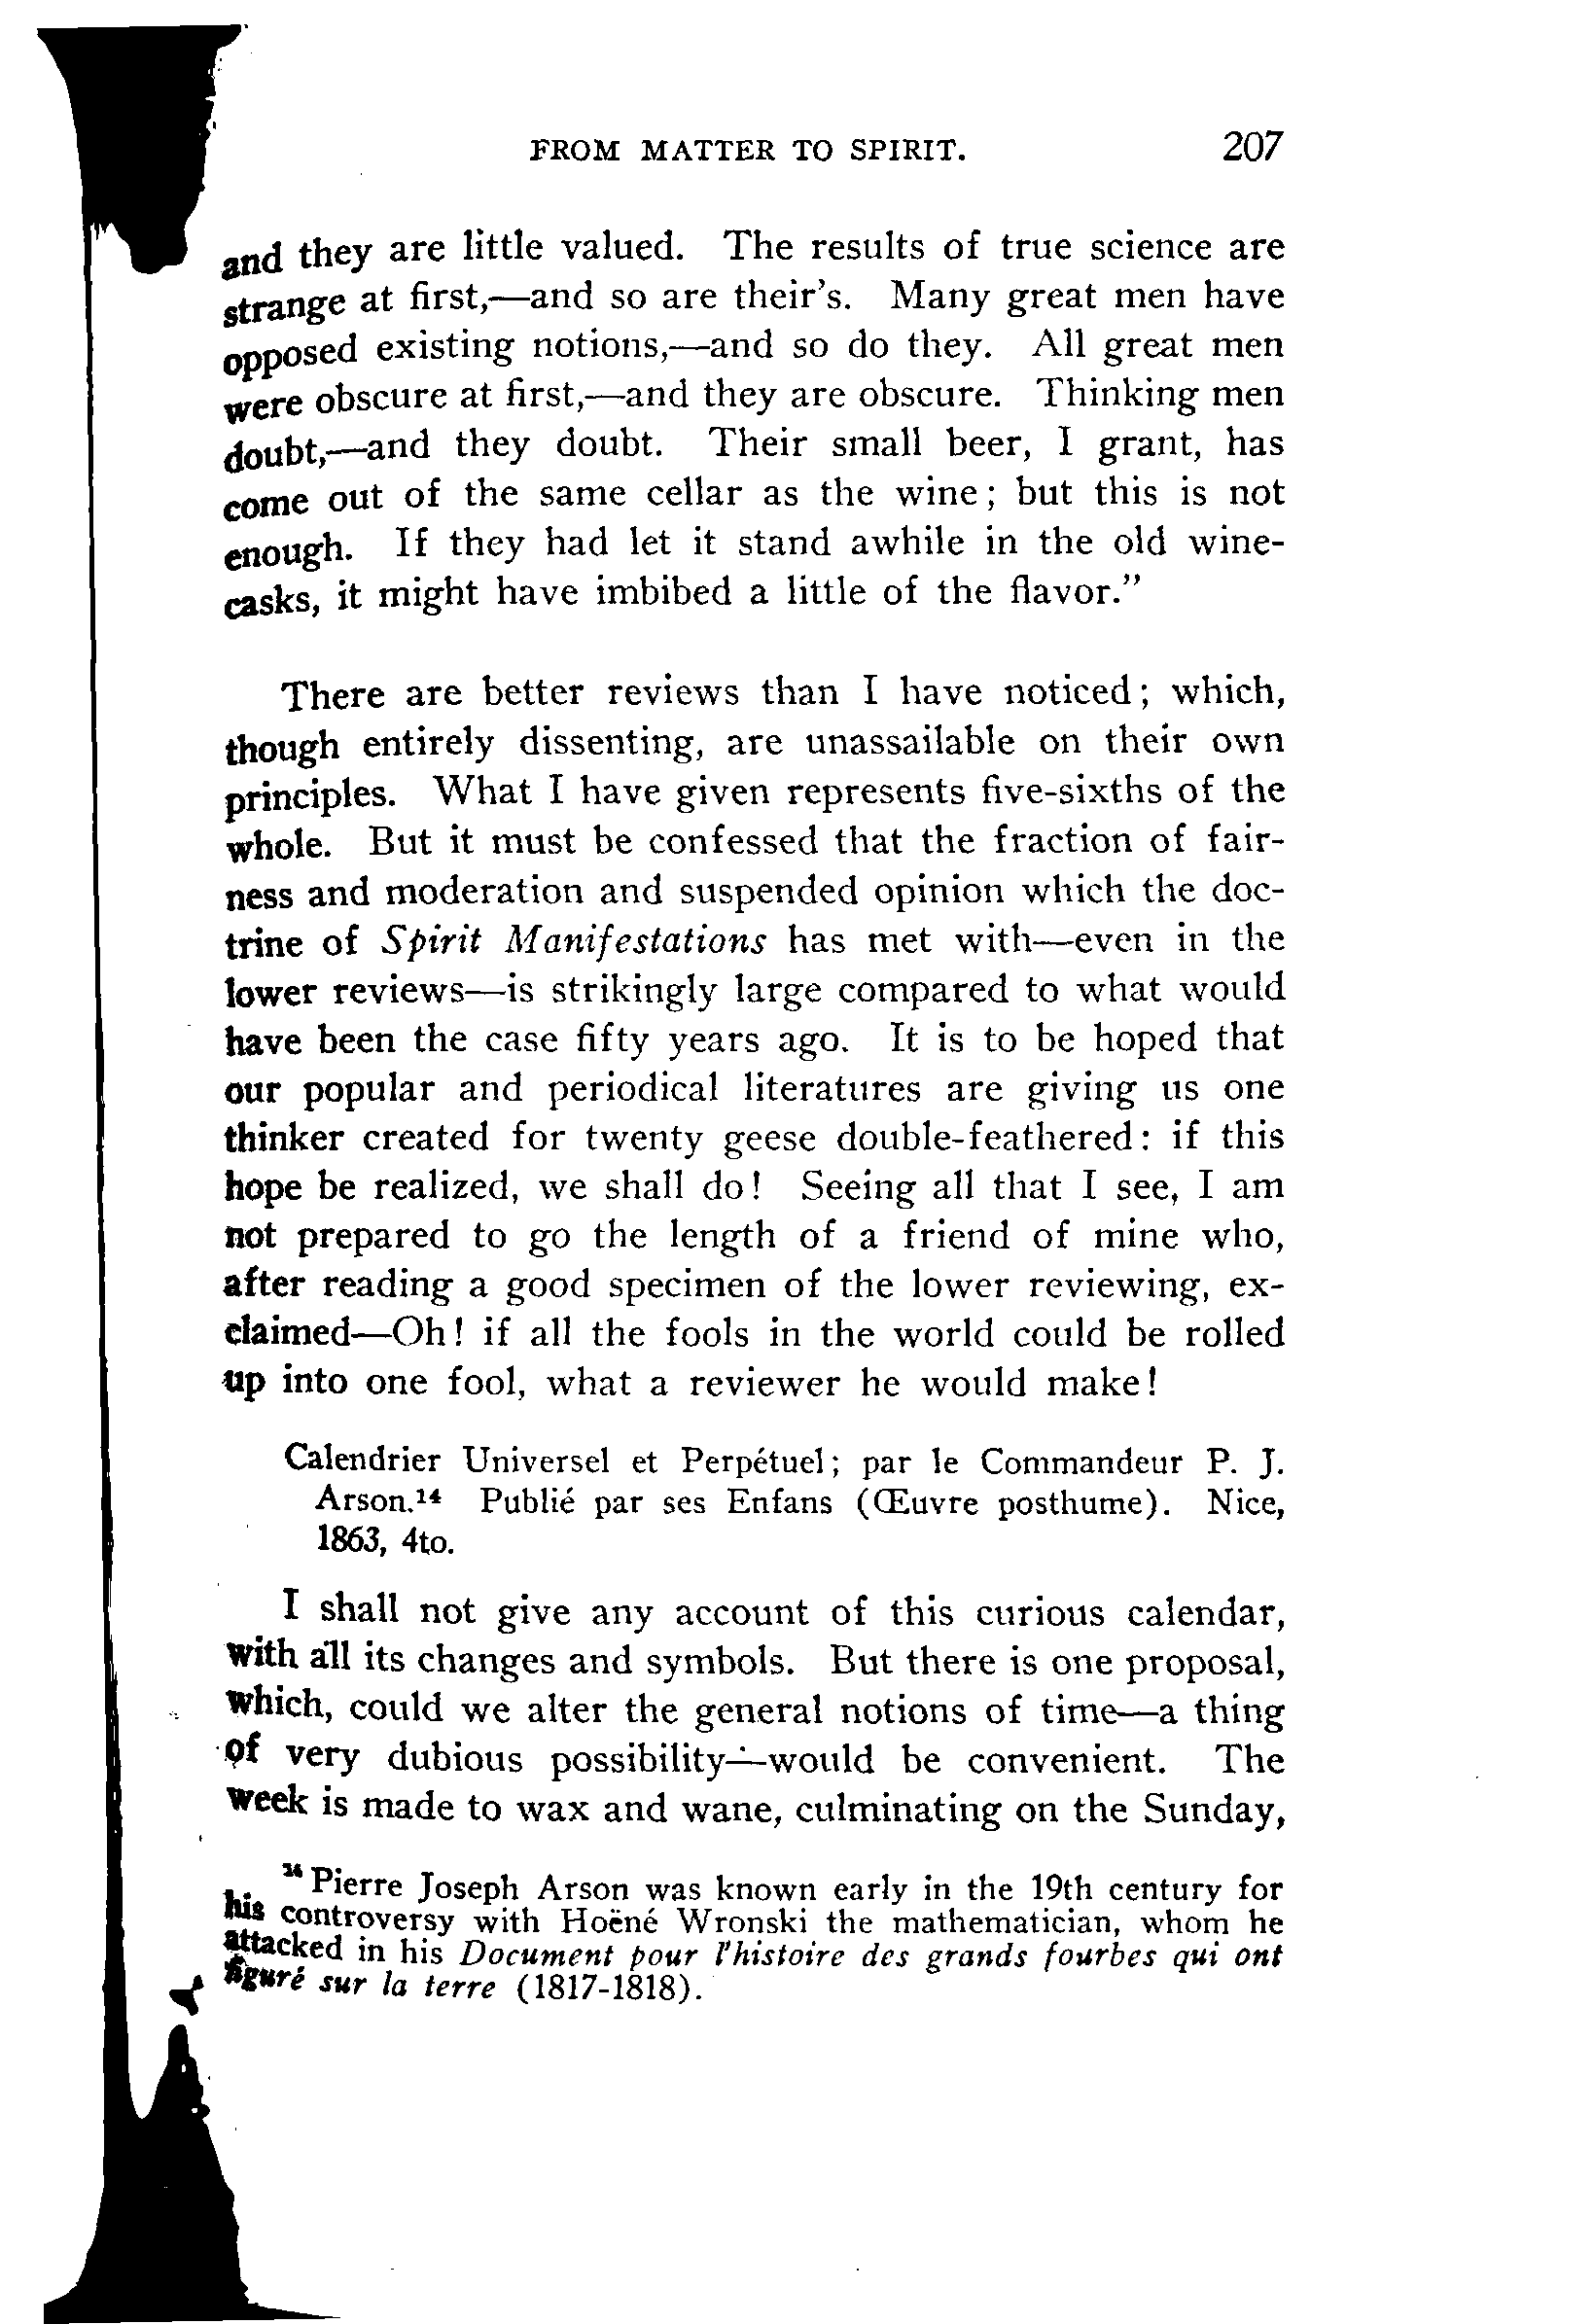 FROM MATTER TO SPIRIT. 207
and they are little valued. The results of true science are
strange at first,—and so are their's. Many great men have
opposed existing notions,—and so do they. All great men
were obscure at first,—and they are obscure. Thinking men
doubt,—and they doubt. Their small beer, I grant, has
come out of the same cellar as the wine; but this is not
enough. If they had let it stand awhile in the old wine-
casks, it might have imbibed a little of the flavor."
There are better reviews than I have noticed; which,
though entirely dissenting, are unassailable on their own
principles. What I have given represents five-sixths of the
whole. But it must be confessed that the fraction of fair-
ness and moderation and suspended opinion which the doc-
trine of Spirit Manifestations has met with—even in the
lower reviews—is strikingly large compared to what would
have been the case fifty years ago. It is to be hoped that
our popular and periodical literatures are giving us one
thinker created for twenty geese double-feathered: if this
hope be realized, we shall do! Seeing all that I see, I am
not prepared to go the length of a friend of mine who,
after reading a good specimen of the lower reviewing, ex-
claimed—Oh! if all the fools in the world could be rolled
up into one fool, what a reviewer he would make!
Calendrier Universel et Perpétuel; par le Commandeur P. J.
Arson.¹⁴ Publié par ses Enfans (Œuvre posthume). Nice,
1863, 4to.
I shall not give any account of this curious calendar,
with all its changes and symbols. But there is one proposal,
which, could we alter the general notions of time—a thing
of very dubious possibility—would be convenient. The
week is made to wax and wane, culminating on the Sunday,
¹⁴ Pierre Joseph Arson was known early in the 19th century for
his controversy with Hoëné Wronski the mathematician, whom he
attacked in his Document pour l'histoire des grands fourbes qui ont
figuré sur la terre (1817-1818).